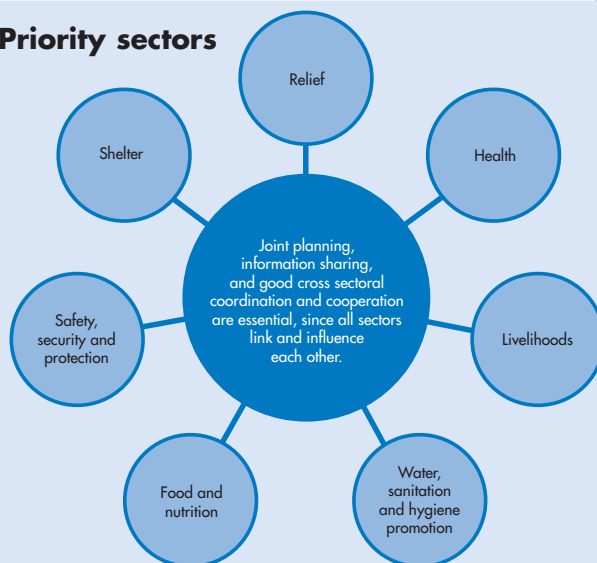 Priority sectors
Relief
Shelter
Health
Joint planning,
information sharing,
and good cross sectoral
coordination and cooperation
are essential, since all sectors
link and influence
each other.
Safety,
security and
protection
Livelihoods
Food and
nutrition
Water,
sanitation
and hygiene
promotion